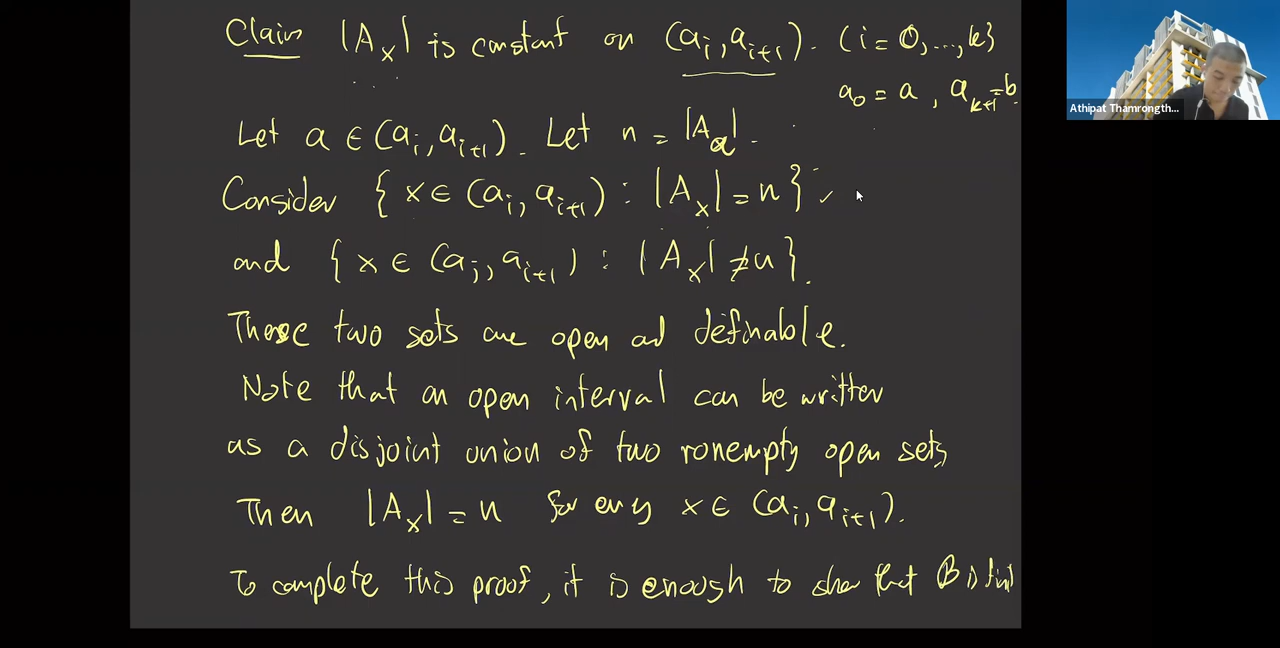 Claim |A_x| is constant on (a_i, a_{i+1}). (i = 0, ..., k)
a_0 = a, a_{k+1} = b
Athipat Thamrongth...
Let a ∈ (a_i, a_{i+1}). Let n = |A_a|.
Consider { x ∈ (a_i, a_{i+1}) : |A_x| = n }
and { x ∈ (a_i, a_{i+1}) : |A_x| ≠ n }.
These two sets are open ad definable.
Note that an open interval can be written
as a disjoint union of two nonempty open sets
Then |A_x| = n for every x ∈ (a_i, a_{i+1}).
To complete this proof, it is enough to show that B is finit